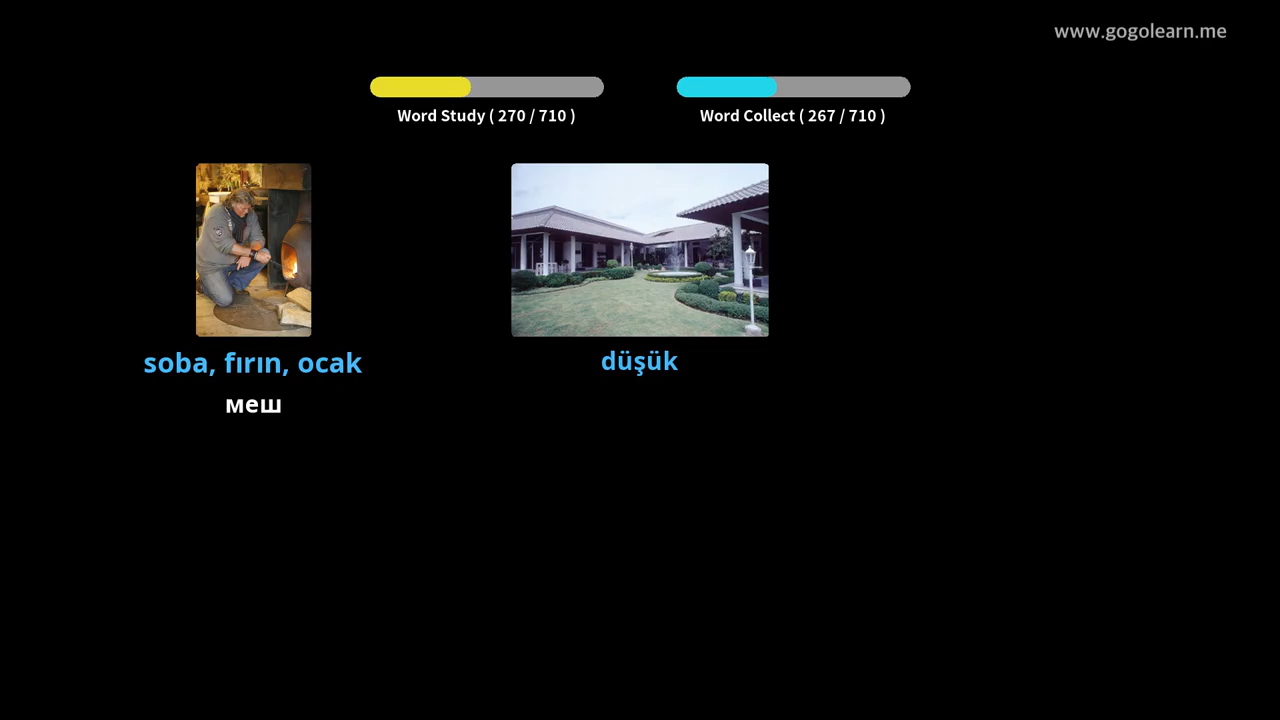 www.gogolearn.me
Word Study ( 270 / 710 )
Word Collect ( 267 / 710 )
soba, fırın, ocak
меш
düşük